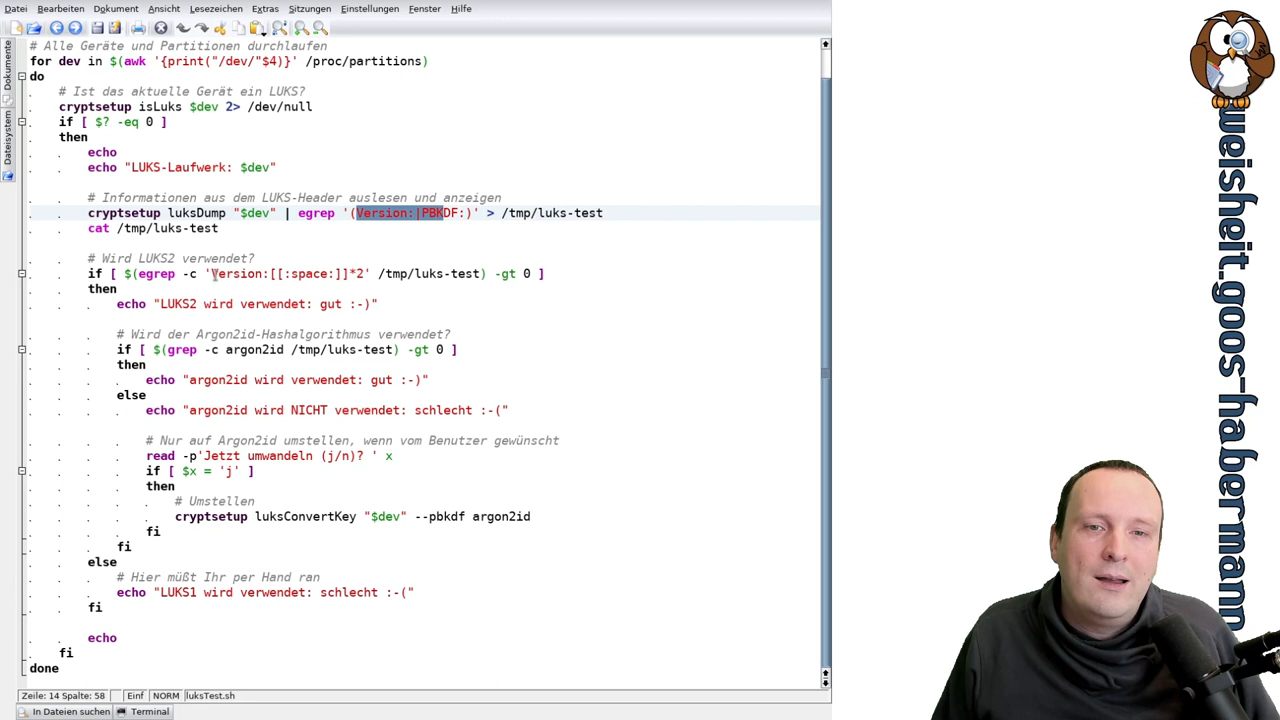 Datei Bearbeiten Dokument Ansicht Lesezeichen Extras Sitzungen Einstellungen Fenster Hilfe
Dokumente
Dateisystem
# Alle Geräte und Partitionen durchlaufen
for dev in $(awk '{print("/dev/"$4)}' /proc/partitions)
do
# Ist das aktuelle Gerät ein LUKS?
cryptsetup isLuks $dev 2> /dev/null
if [ $? -eq 0 ]
then
echo
echo "LUKS-Laufwerk: $dev"
# Informationen aus dem LUKS-Header auslesen und anzeigen
cryptsetup luksDump "$dev" | egrep '(Version:|PBKDF:)' > /tmp/luks-test
cat /tmp/luks-test
# Wird LUKS2 verwendet?
if [ $(egrep -c 'Version:[[:space:]]*2' /tmp/luks-test) -gt 0 ]
then
echo "LUKS2 wird verwendet: gut :-)"
# Wird der Argon2id-Hashalgorithmus verwendet?
if [ $(grep -c argon2id /tmp/luks-test) -gt 0 ]
then
echo "argon2id wird verwendet: gut :-)"
else
echo "argon2id wird NICHT verwendet: schlecht :-("
# Nur auf Argon2id umstellen, wenn vom Benutzer gewünscht
read -p'Jetzt umwandeln (j/n)? ' x
if [ $x = 'j' ]
then
# Umstellen
cryptsetup luksConvertKey "$dev" --pbkdf argon2id
fi
fi
else
# Hier müßt Ihr per Hand ran
echo "LUKS1 wird verwendet: schlecht :-("
fi
echo
fi
done
Zeile: 14 Spalte: 58 Einf NORM luksTest.sh
In Dateien suchen Terminal
weisheit.goos-habermann